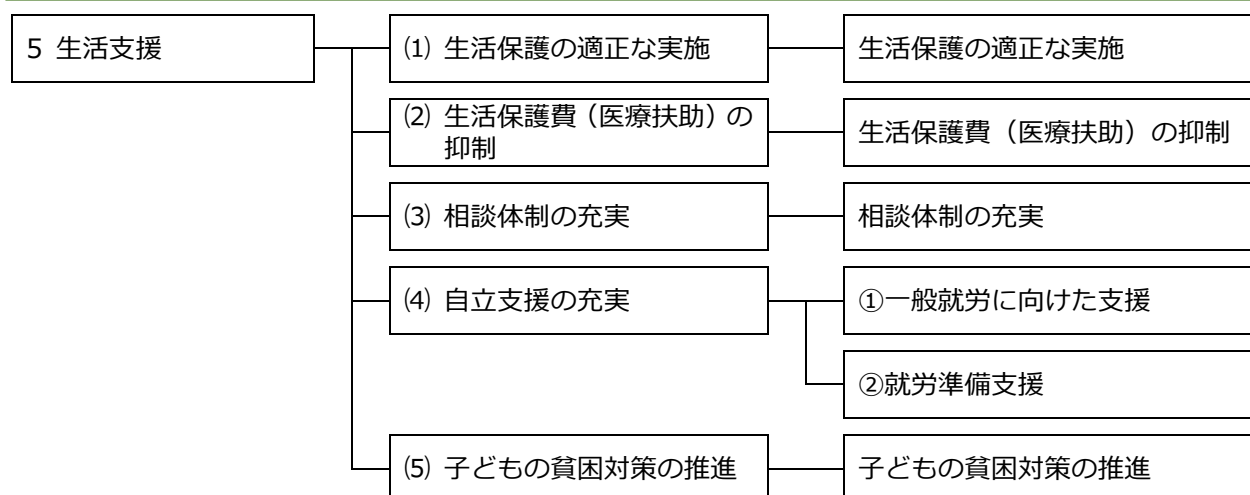 5 生活支援
⑴ 生活保護の適正な実施
生活保護の適正な実施
⑵ 生活保護費（医療扶助）の
抑制
生活保護費（医療扶助）の抑制
⑶ 相談体制の充実
相談体制の充実
⑷ 自立支援の充実
①一般就労に向けた支援
②就労準備支援
⑸ 子どもの貧困対策の推進
子どもの貧困対策の推進